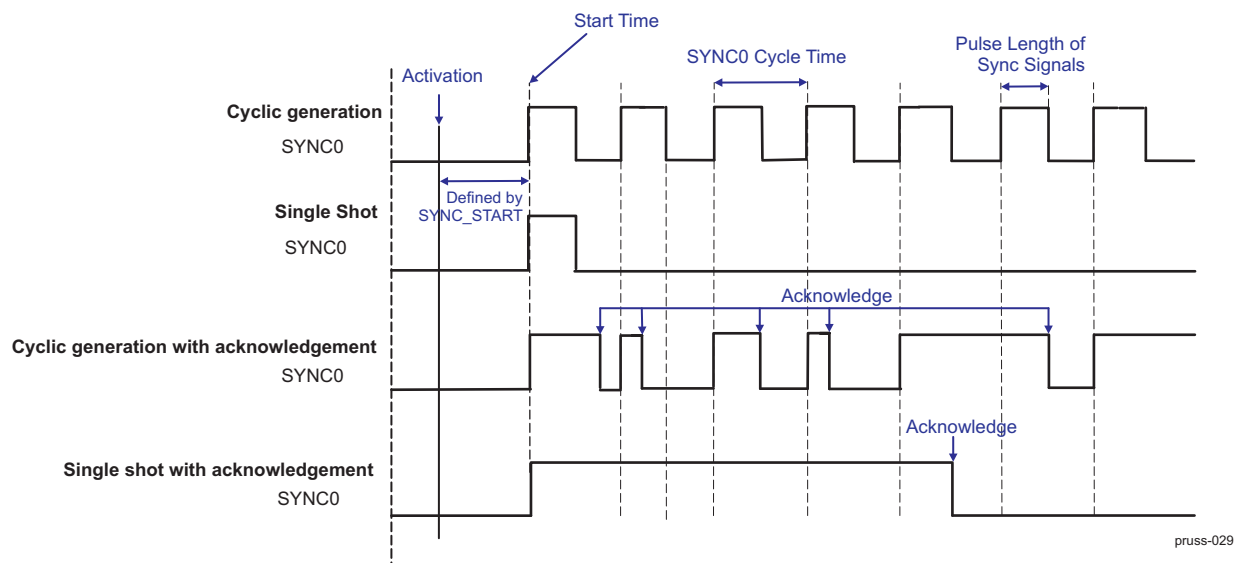 Start Time
SYNC0 Cycle Time
Pulse Length of
Sync Signals
Activation
Cyclic generation
SYNC0
Defined by
SYNC_START
Single Shot
SYNC0
Acknowledge
Cyclic generation with acknowledgement
SYNC0
Acknowledge
Single shot with acknowledgement
SYNC0
pruss-029